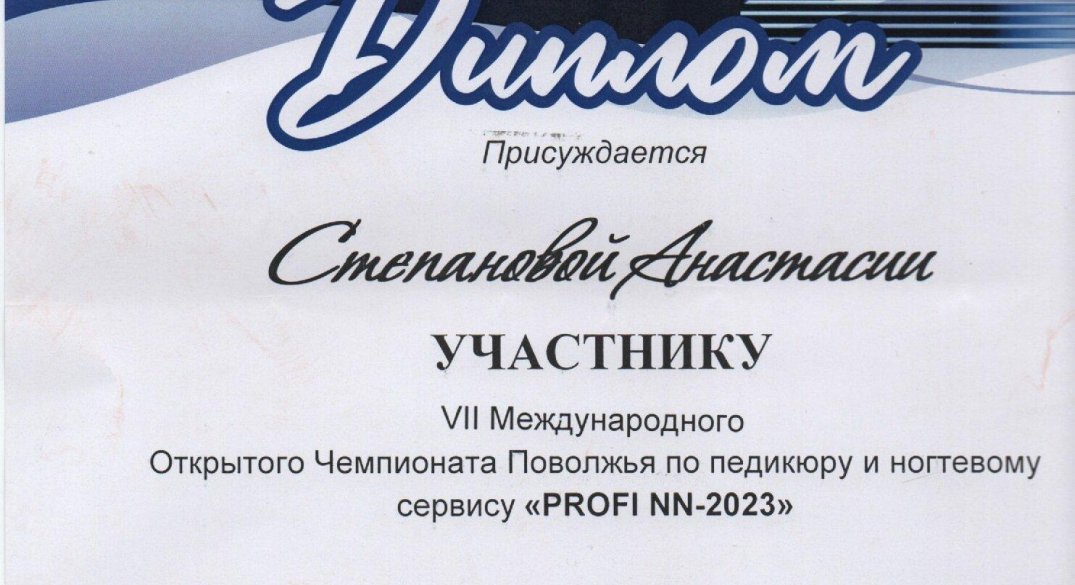 Диплом
Присуждается
Степановой Анастасии
УЧАСТНИКУ
VII Международного
Открытого Чемпионата Поволжья по педикюру и ногтевому
сервису «PROFI NN-2023»